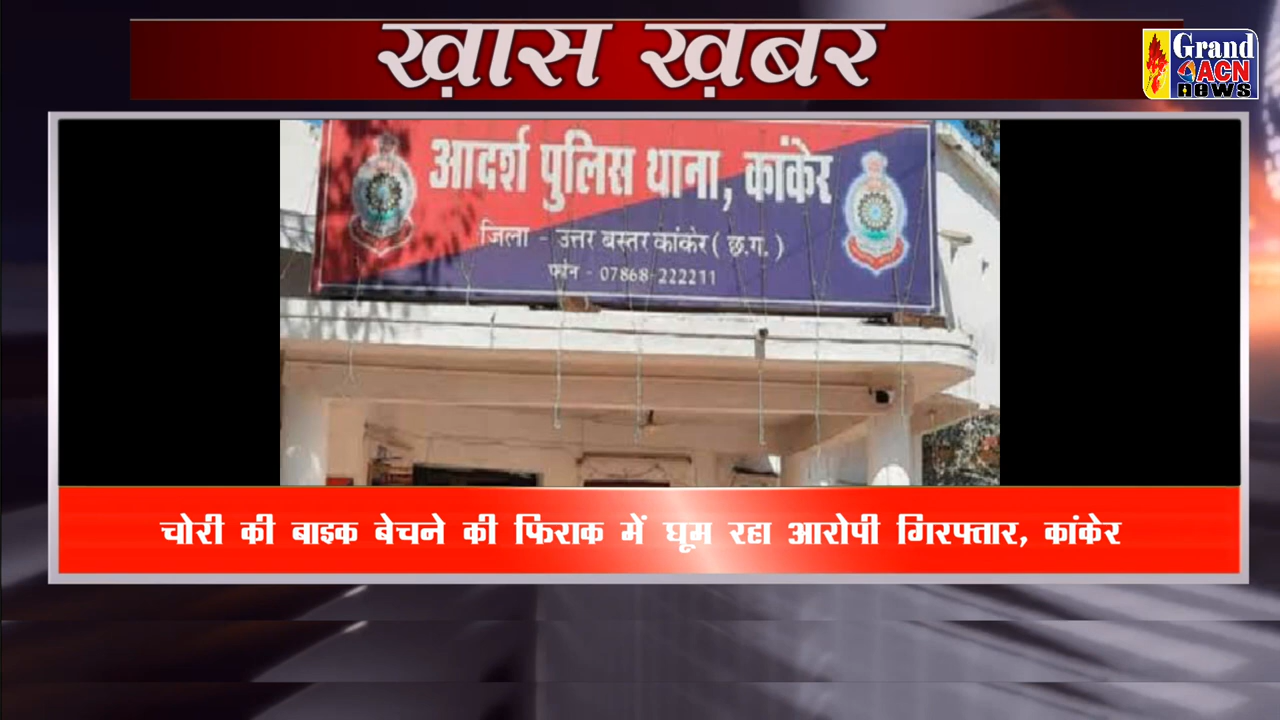 ख़ास ख़बर
Grand
ACN
news
आदर्श पुलिस थाना, कांकेर
जिला - उत्तर बस्तर कांकेर ( छ.ग. )
फोन - 07868-222211
चोरी की बाइक बेचने की फिराक में घूम रहा आरोपी गिरफ्तार, कांकेर